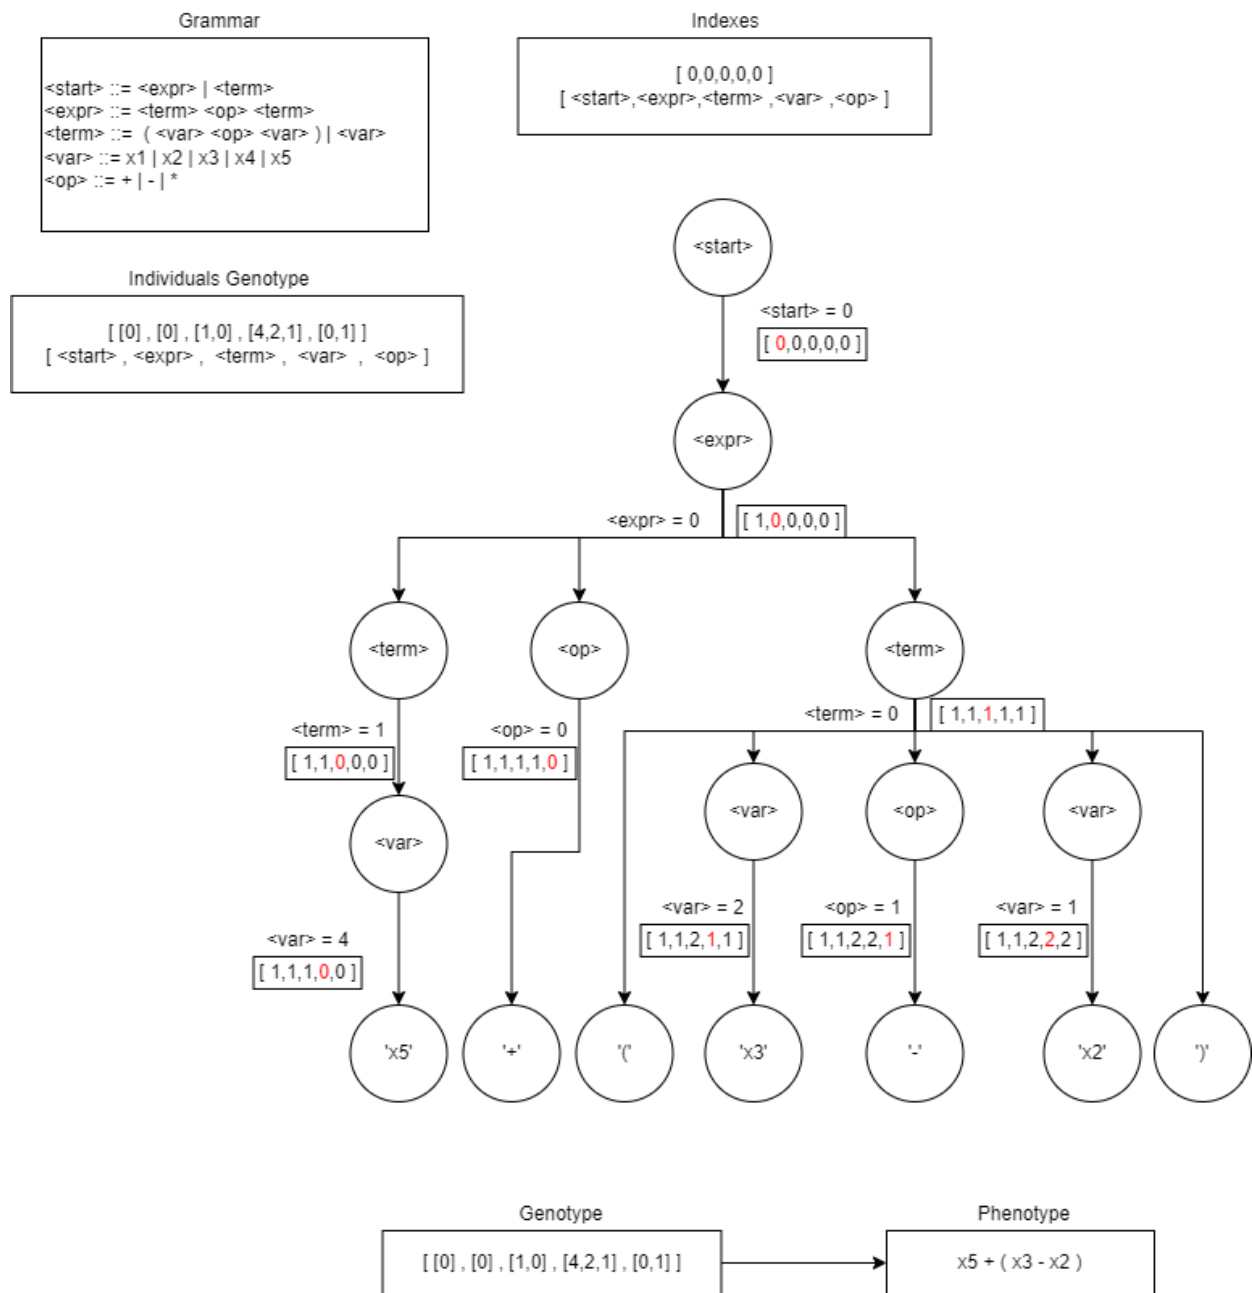 Grammar
<start> ::= <expr> | <term>
<expr> ::= <term> <op> <term>
<term> ::= ( <var> <op> <var> ) | <var>
<var> ::= x1 | x2 | x3 | x4 | x5
<op> ::= + | - | *
Indexes
[ 0,0,0,0,0 ]
[ <start>,<expr>,<term> ,<var> ,<op> ]
Individuals Genotype
[ [0] , [0] , [1,0] , [4,2,1] , [0,1] ]
[ <start> , <expr> , <term> , <var> , <op> ]
<start>
<start> = 0
[ 0,0,0,0,0 ]
<expr>
<expr> = 0
[ 1,0,0,0,0 ]
<term>
<op>
<term>
<term> = 1
[ 1,1,0,0,0 ]
<op> = 0
[ 1,1,1,1,0 ]
<term> = 0
[ 1,1,1,1,1 ]
<var>
<var>
<op>
<var>
<var> = 4
[ 1,1,1,0,0 ]
<var> = 2
[ 1,1,2,1,1 ]
<op> = 1
[ 1,1,2,2,1 ]
<var> = 1
[ 1,1,2,2,2 ]
'x5'
'+'
'('
'x3'
'-'
'x2'
')'
Genotype
[ [0] , [0] , [1,0] , [4,2,1] , [0,1] ]
Phenotype
x5 + ( x3 - x2 )